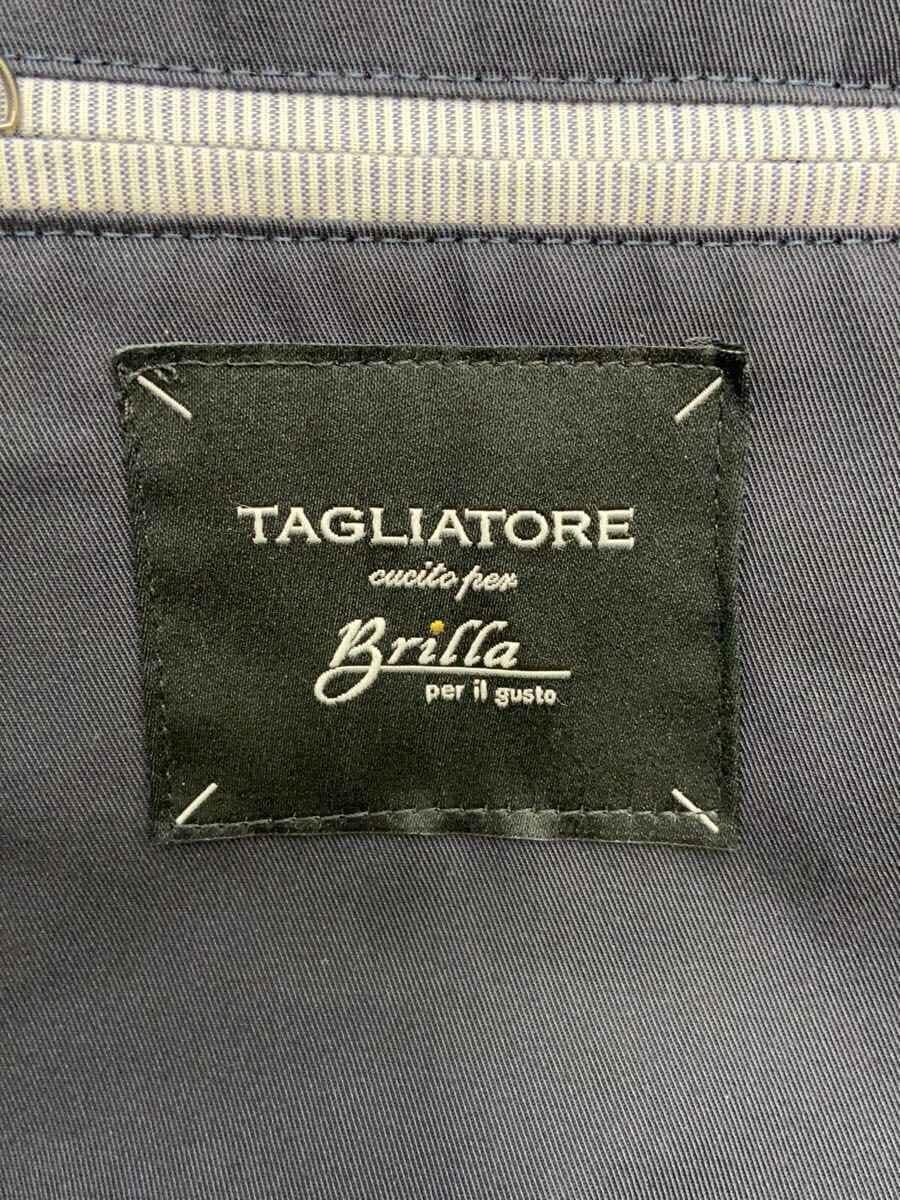 TAGLIATORE
cucito per
Brilla
per il gusto